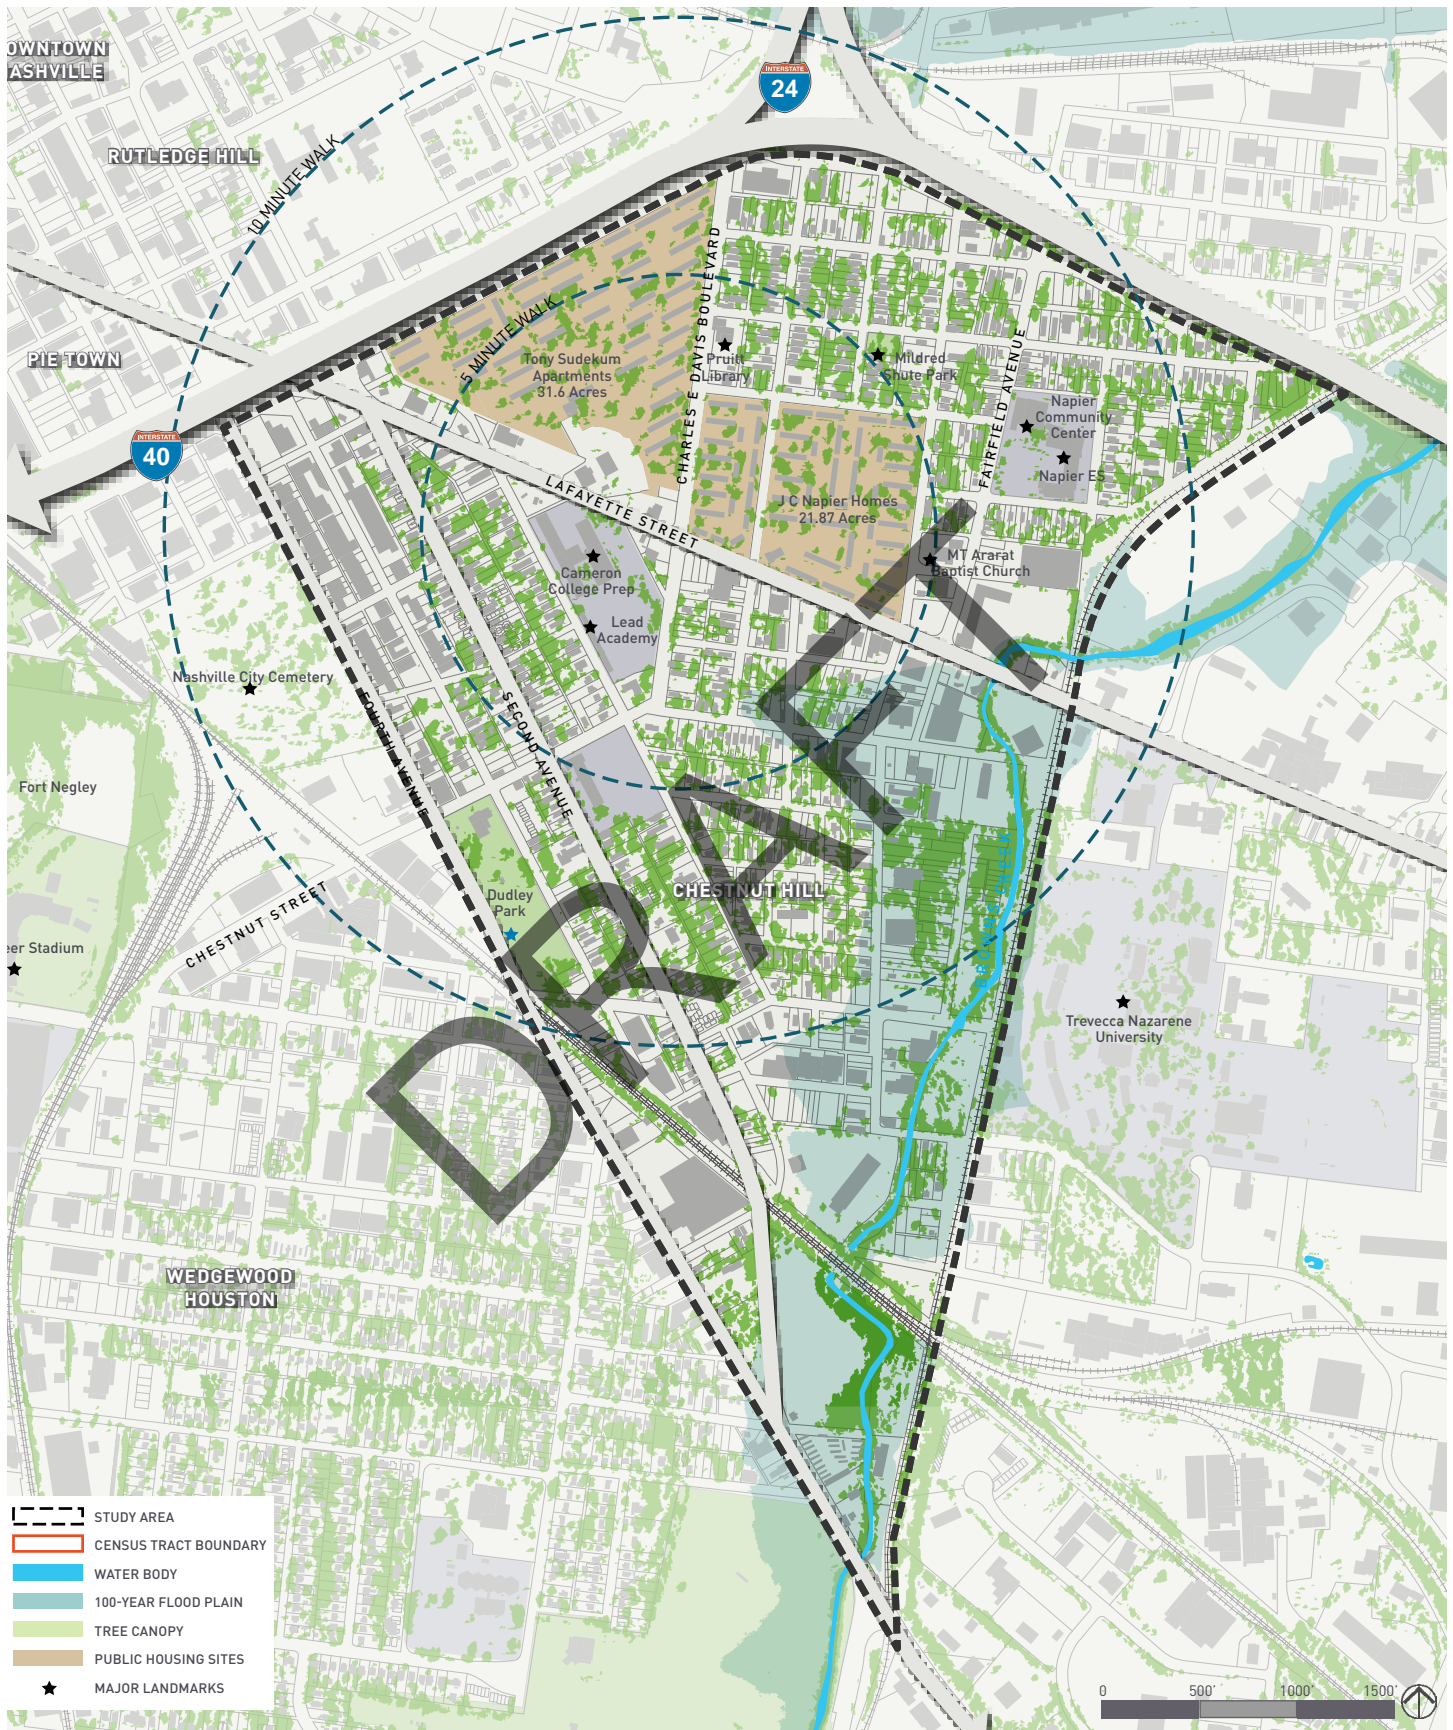 OWNTOWN
ASHVILLE
INTERSTATE
24
RUTLEDGE HILL
10 MINUTE WALK
PIE TOWN
5 MINUTE WALK
Tony Sudekum
Apartments
31.6 Acres
CHARLES E DAVIS BOULEVARD
Pruitt
Library
Mildred
Shute Park
FAIRFIELD AVENUE
Napier
Community
Center
Napier ES
INTERSTATE
40
LAFAYETTE STREET
J C Napier Homes
21.87 Acres
MT Ararat
Baptist Church
Cameron
College Prep
Lead
Academy
Nashville City Cemetery
FOURTH AVENUE
SECOND AVENUE
Fort Negley
CHESTNUT HILL
Dudley
Park
BROWNS CREEK
CHESTNUT STREET
eer Stadium
Trevecca Nazarene
University
DRAFT
WEDGEWOOD
HOUSTON
STUDY AREA
CENSUS TRACT BOUNDARY
WATER BODY
100-YEAR FLOOD PLAIN
TREE CANOPY
PUBLIC HOUSING SITES
MAJOR LANDMARKS
0 500' 1000' 1500'